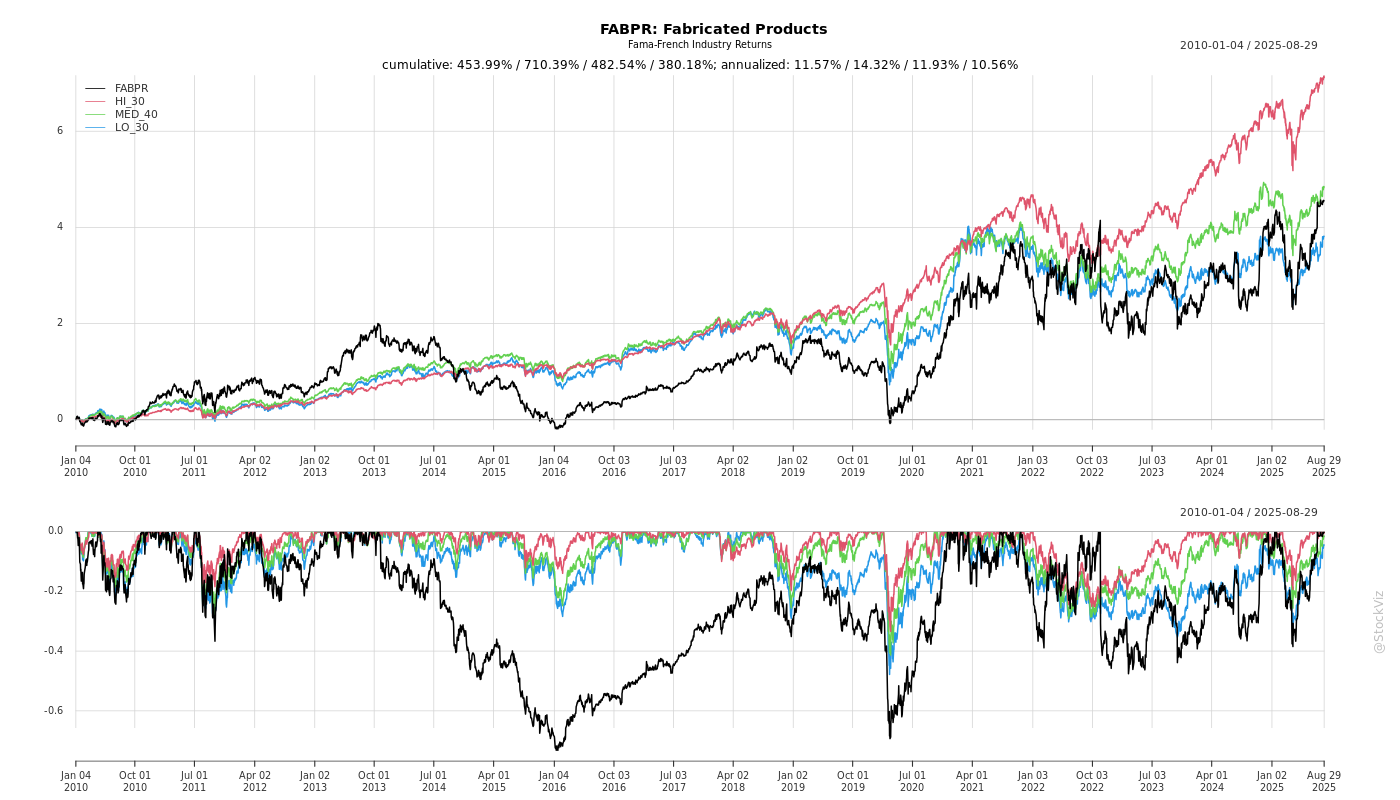 FABPR: Fabricated Products
Fama-French Industry Returns
2010-01-04 / 2025-08-29
cumulative: 453.99% / 710.39% / 482.54% / 380.18%; annualized: 11.57% / 14.32% / 11.93% / 10.56%
FABPR
HI_30
MED_40
LO_30
6
4
2
0
Jan 04 Oct 01 Jul 01 Apr 02 Jan 02 Oct 01 Jul 01 Apr 01 Jan 04 Oct 03 Jul 03 Apr 02 Jan 02 Oct 01 Jul 01 Apr 01 Jan 03 Oct 03 Jul 03 Apr 01 Jan 02 Aug 29
2010 2010 2011 2012 2013 2013 2014 2015 2016 2016 2017 2018 2019 2019 2020 2021 2022 2022 2023 2024 2025 2025
2010-01-04 / 2025-08-29
0.0
-0.2
-0.4
-0.6
Jan 04 Oct 01 Jul 01 Apr 02 Jan 02 Oct 01 Jul 01 Apr 01 Jan 04 Oct 03 Jul 03 Apr 02 Jan 02 Oct 01 Jul 01 Apr 01 Jan 03 Oct 03 Jul 03 Apr 01 Jan 02 Aug 29
2010 2010 2011 2012 2013 2013 2014 2015 2016 2016 2017 2018 2019 2019 2020 2021 2022 2022 2023 2024 2025 2025
@StockViz